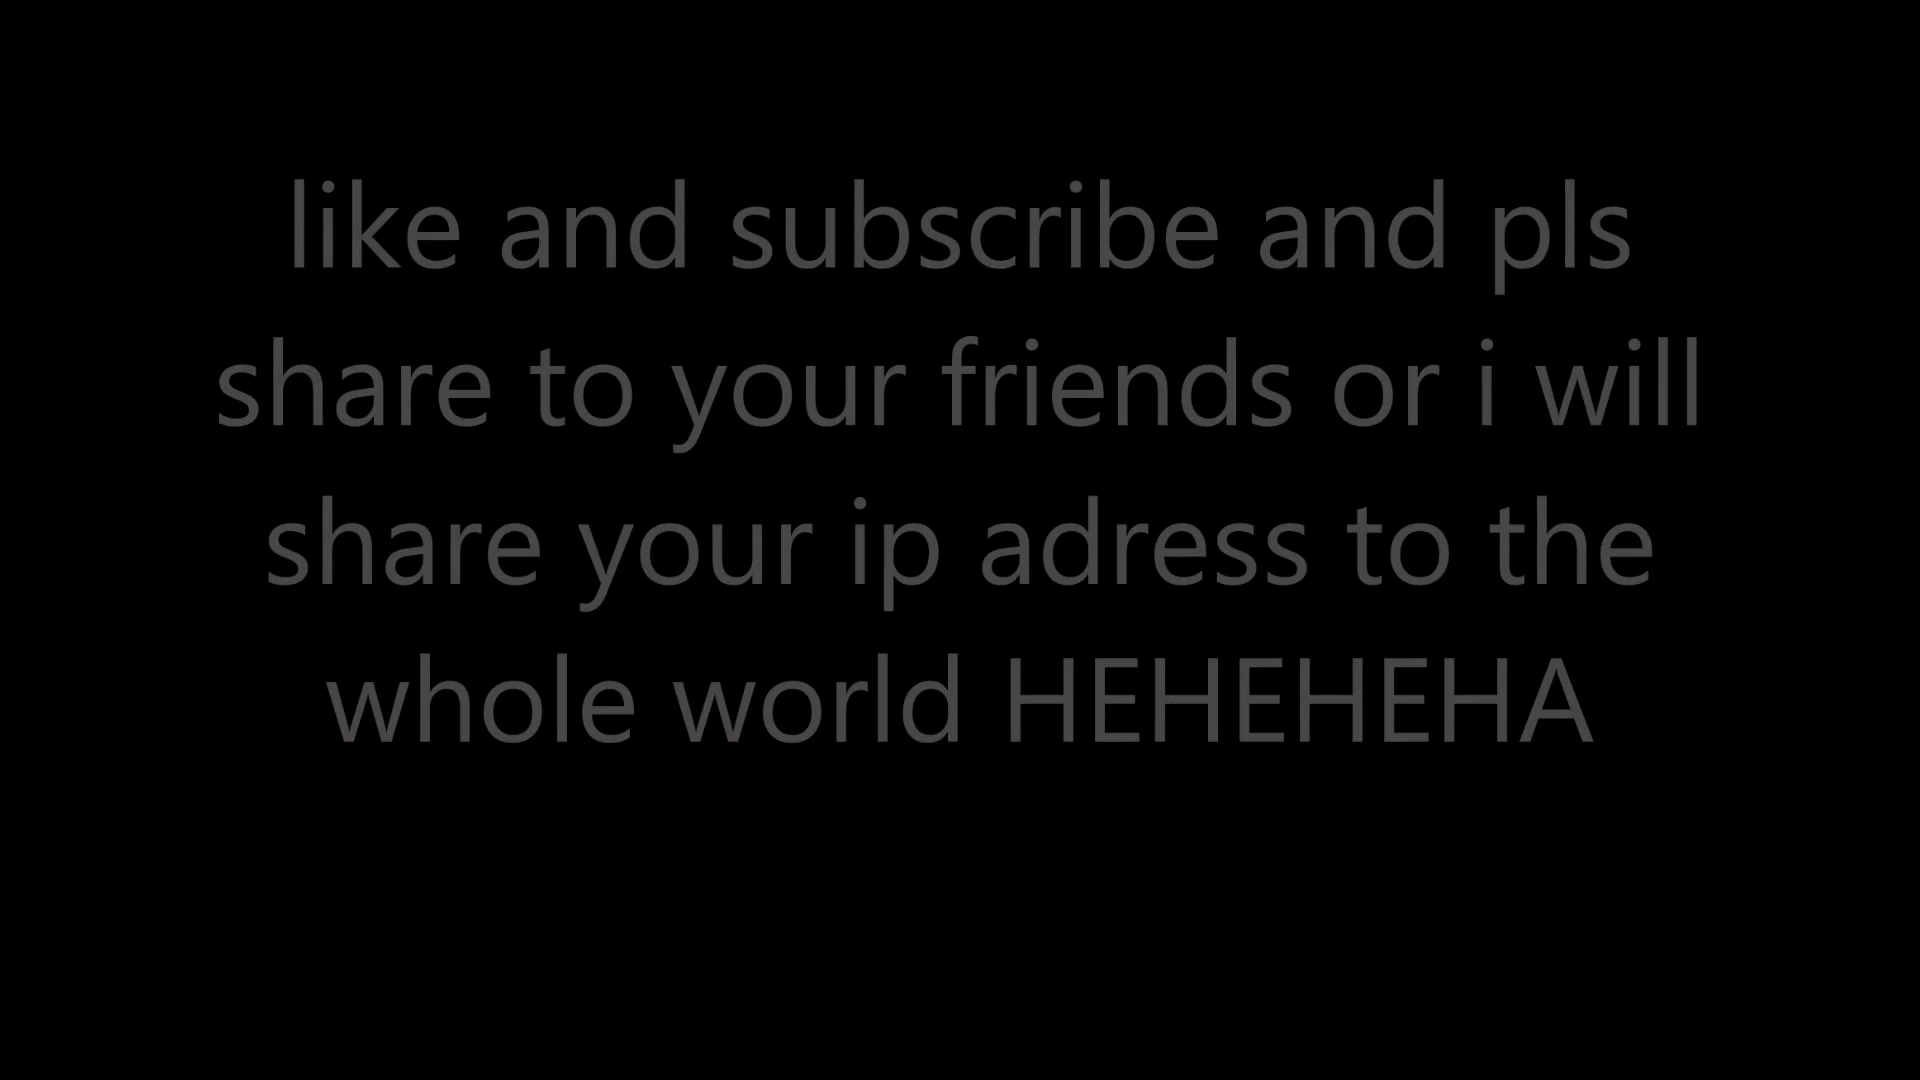 like and subscribe and pls
share to your friends or i will
share your ip adress to the
whole world HEHEHEHA